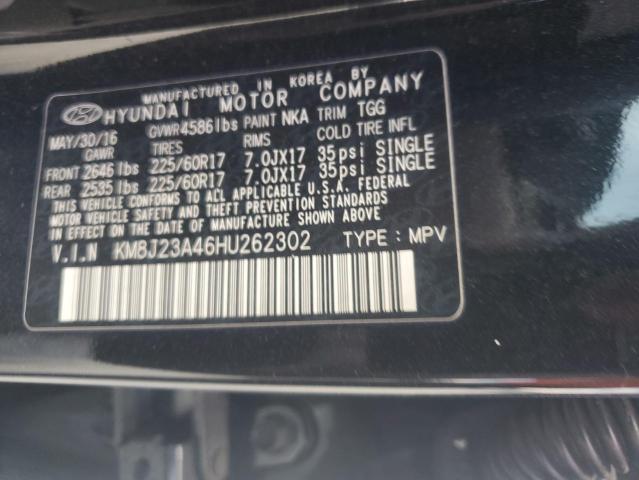 MANUFACTURED IN KOREA BY
HYUNDAI MOTOR COMPANY
MAY/30/16 GVWR4586lbs PAINT NKA TRIM TGG
GAWR TIRES RIMS COLD TIRE INFL
FRONT 2646 lbs 225/60R17 7.0JX17 35psi SINGLE
REAR 2535 lbs 225/60R17 7.0JX17 35psi SINGLE
THIS VEHICLE CONFORMS TO ALL APPLICABLE U.S.A. FEDERAL
MOTOR VEHICLE SAFETY AND THEFT PREVENTION STANDARDS
IN EFFECT ON THE DATE OF MANUFACTURE SHOWN ABOVE.
V.I.N KM8J23A46HU262302 TYPE : MPV